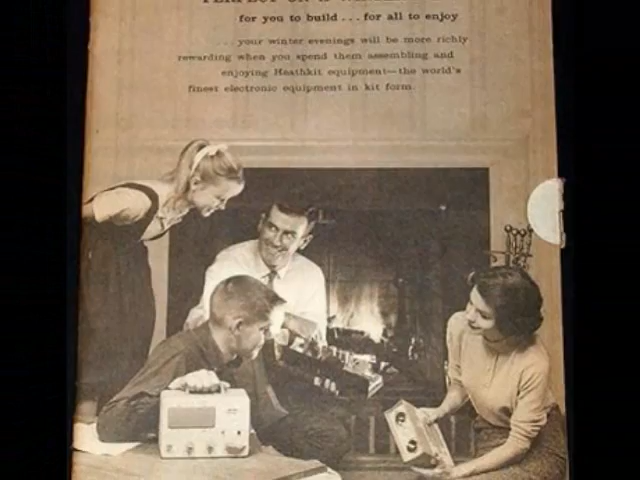 for you to build ... for all to enjoy
... your winter evenings will be more richly
rewarding when you spend them assembling and
enjoying Heathkit equipment—the world's
finest electronic equipment in kit form.